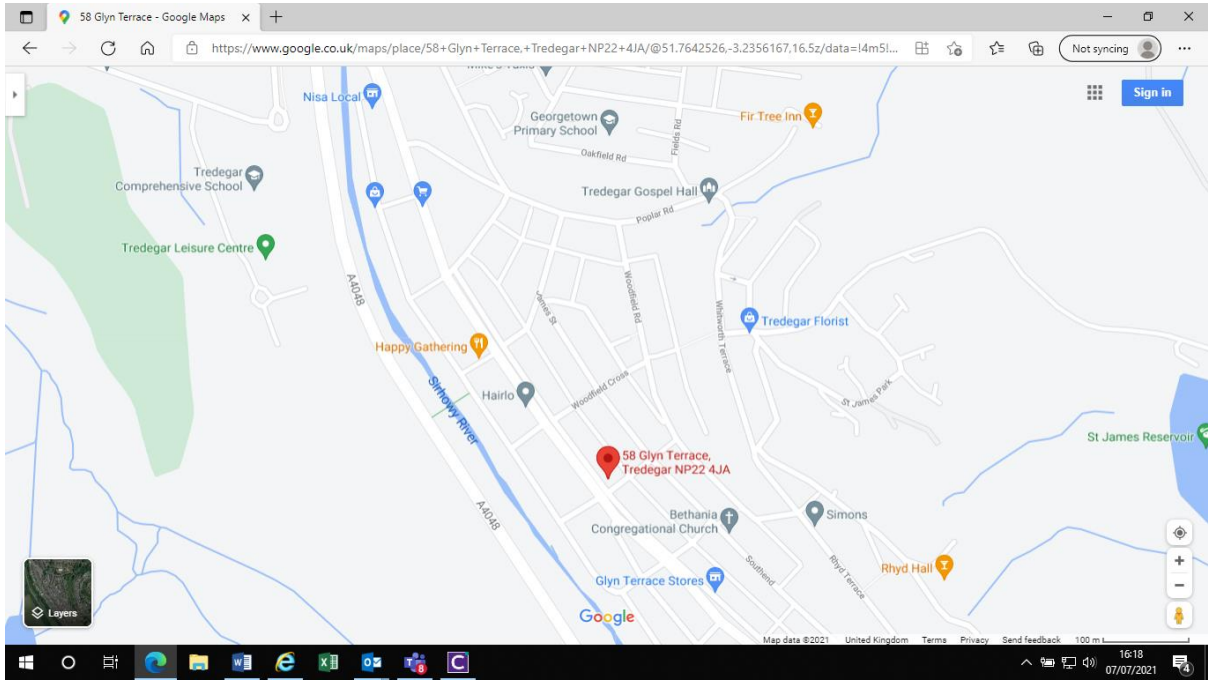 58 Glyn Terrace - Google Maps
https://www.google.co.uk/maps/place/58+Glyn+Terrace,+Tredegar+NP22+4JA/@51.7642526,-3.2356167,16.5z/data=!4m5!...
Not syncing
Sign in
Nisa Local
Georgetown
Primary School
Fir Tree Inn
Fields Rd
Oakfield Rd
Tredegar
Comprehensive School
Tredegar Gospel Hall
Poplar Rd
Tredegar Leisure Centre
A4048
James St
Woodfield Rd
Whitworth Terrace
Tredegar Florist
Happy Gathering
Sirhowy River
Hairlo
Woodfield Cross
St James Park
St James Reservoir
58 Glyn Terrace,
Tredegar NP22 4JA
A4048
Bethania
Congregational Church
Simons
Southend
Rhyd Terrace
Rhyd Hall
Glyn Terrace Stores
Layers
Google
Map data ©2021 United Kingdom Terms Privacy Send feedback 100 m
16:18
07/07/2021
8
4